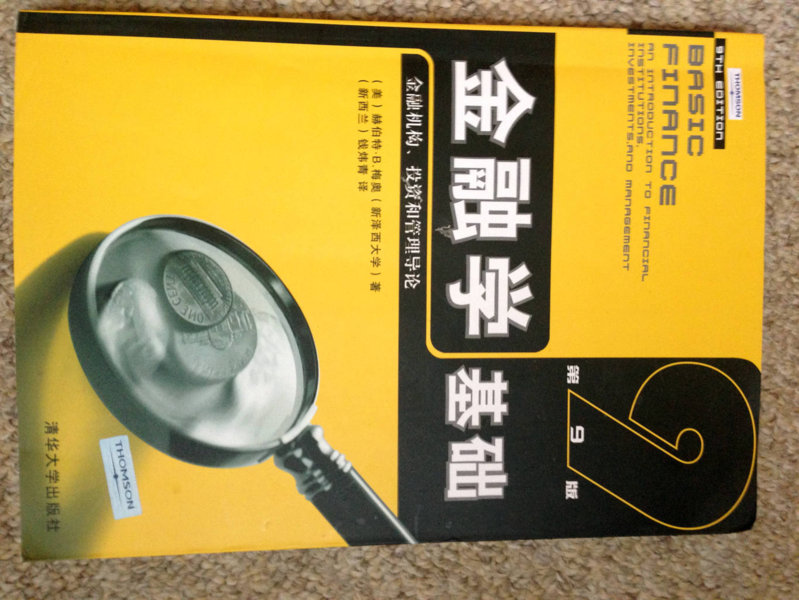 THOMSON
9TH EDITION
BASIC
FINANCE
AN INTRODUCTION TO FINANCIAL
INSTITUTIONS,
INVESTMENTS,AND MANAGEMENT
9
第9版
金融学基础
金融机构、投资和管理导论
（美）赫伯特·B.梅奥（新泽西大学）著
（新西兰）钱炜青 译
THOMSON
清华大学出版社